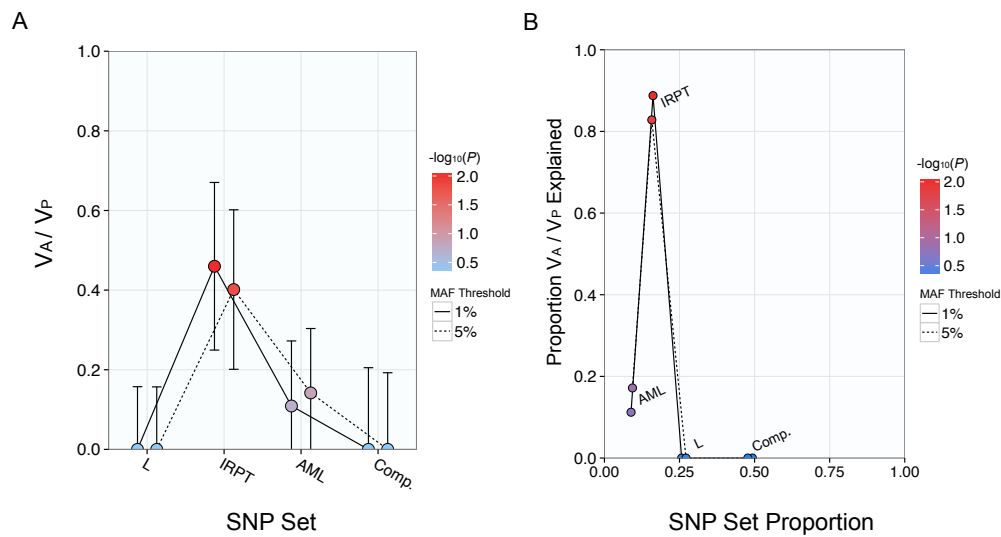 A
1.0
0.8
0.6
0.4
0.2
0.0
VA / VP
L
IRPT
AML
Comp.
SNP Set
-log10(P)
2.0
1.5
1.0
0.5
MAF Threshold
1%
5%
B
1.0
0.8
0.6
0.4
0.2
0.0
Proportion VA / VP Explained
IRPT
AML
L
Comp.
0.00
0.25
0.50
0.75
1.00
SNP Set Proportion
-log10(P)
2.0
1.5
1.0
0.5
MAF Threshold
1%
5%